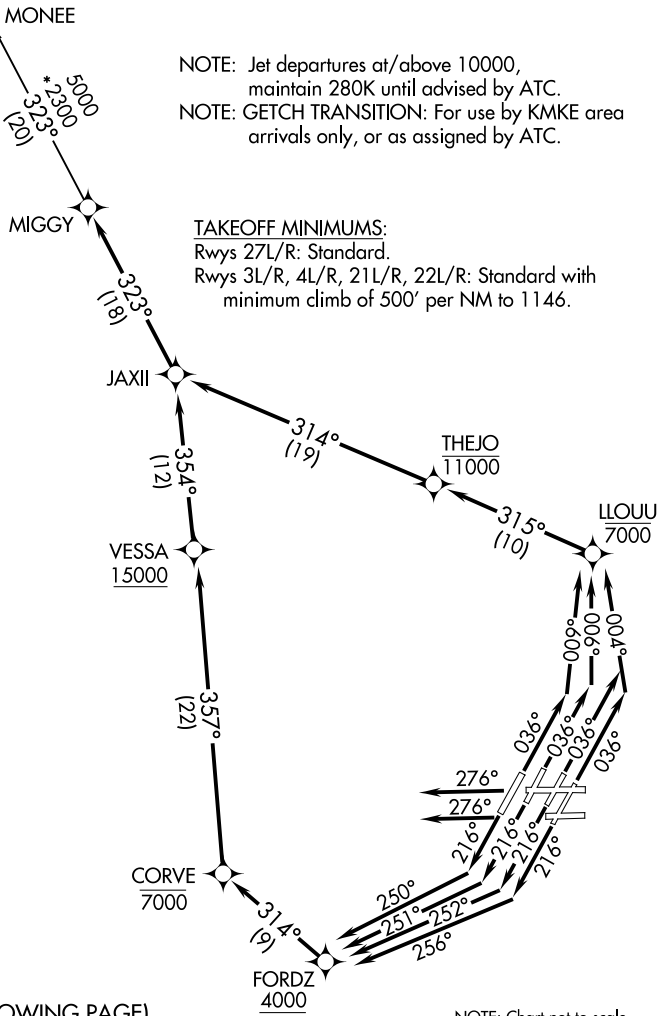 MONEE
5000
*2300
323°
(20)
NOTE: Jet departures at/above 10000,
maintain 280K until advised by ATC.
NOTE: GETCH TRANSITION: For use by KMKE area
arrivals only, or as assigned by ATC.
MIGGY
TAKEOFF MINIMUMS:
Rwys 27L/R: Standard.
Rwys 3L/R, 4L/R, 21L/R, 22L/R: Standard with
minimum climb of 500' per NM to 1146.
323°
(18)
JAXII
314°
(19)
THEJO
11000
354°
(12)
315°
(10)
LLOUU
7000
VESSA
15000
009°
006°
004°
357°
(22)
036°
036°
036°
036°
276°
276°
216°
216°
216°
216°
CORVE
7000
250°
251°
252°
256°
314°
(9)
FORDZ
4000
OWING PAGE)
NOTE: Chart not to scale